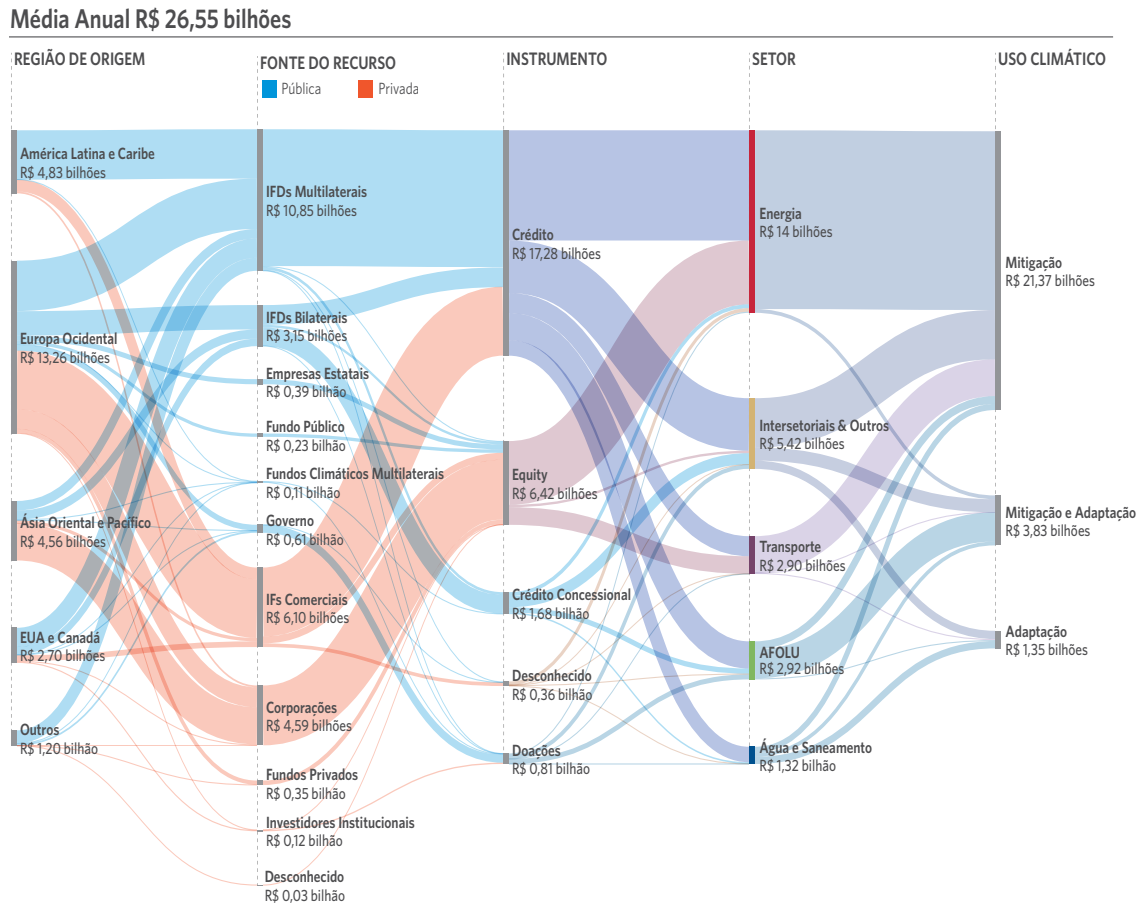 Média Anual R$ 26,55 bilhões
REGIÃO DE ORIGEM
FONTE DO RECURSO
Pública
Privada
INSTRUMENTO
SETOR
USO CLIMÁTICO
América Latina e Caribe
R$ 4,83 bilhões
Europa Ocidental
R$ 13,26 bilhões
Ásia Oriental e Pacífico
R$ 4,56 bilhões
EUA e Canadá
R$ 2,70 bilhões
Outros
R$ 1,20 bilhão
IFDs Multilaterais
R$ 10,85 bilhões
IFDs Bilaterais
R$ 3,15 bilhões
Empresas Estatais
R$ 0,39 bilhão
Fundo Público
R$ 0,23 bilhão
Fundos Climáticos Multilaterais
R$ 0,11 bilhão
Governo
R$ 0,61 bilhão
IFs Comerciais
R$ 6,10 bilhões
Corporações
R$ 4,59 bilhões
Fundos Privados
R$ 0,35 bilhão
Investidores Institucionais
R$ 0,12 bilhão
Desconhecido
R$ 0,03 bilhão
Crédito
R$ 17,28 bilhões
Equity
R$ 6,42 bilhões
Crédito Concessional
R$ 1,68 bilhão
Desconhecido
R$ 0,36 bilhão
Doações
R$ 0,81 bilhão
Energia
R$ 14 bilhões
Intersetoriais & Outros
R$ 5,42 bilhões
Transporte
R$ 2,90 bilhões
AFOLU
R$ 2,92 bilhões
Água e Saneamento
R$ 1,32 bilhão
Mitigação
R$ 21,37 bilhões
Mitigação e Adaptação
R$ 3,83 bilhões
Adaptação
R$ 1,35 bilhões